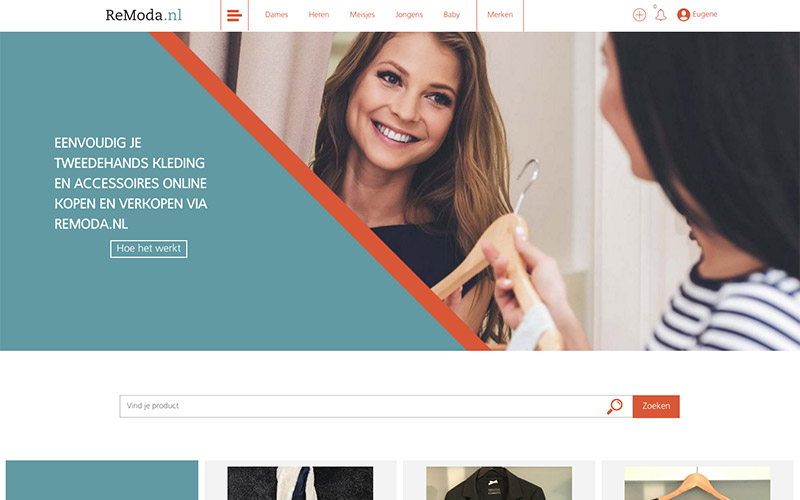 ReModa.nl
Dames Heren Meisjes Jongens Baby Merken
0
Eugene
EENVOUDIG JE
TWEEDEHANDS KLEDING
EN ACCESSOIRES ONLINE
KOPEN EN VERKOPEN VIA
REMODA.NL
Hoe het werkt
Vind je product
Zoeken